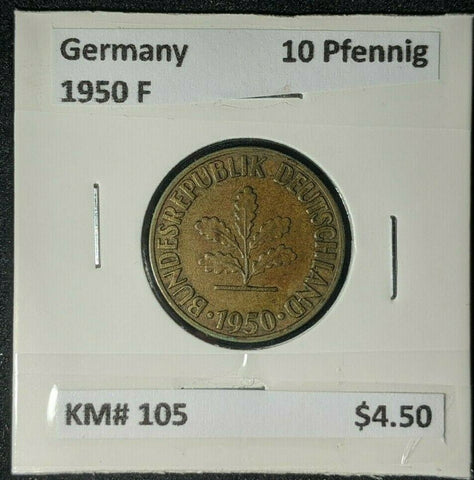 Germany 10 Pfennig
1950 F
BUNDESREPUBLIK DEUTSCHLAND
· 1950 ·
KM# 105 $4.50